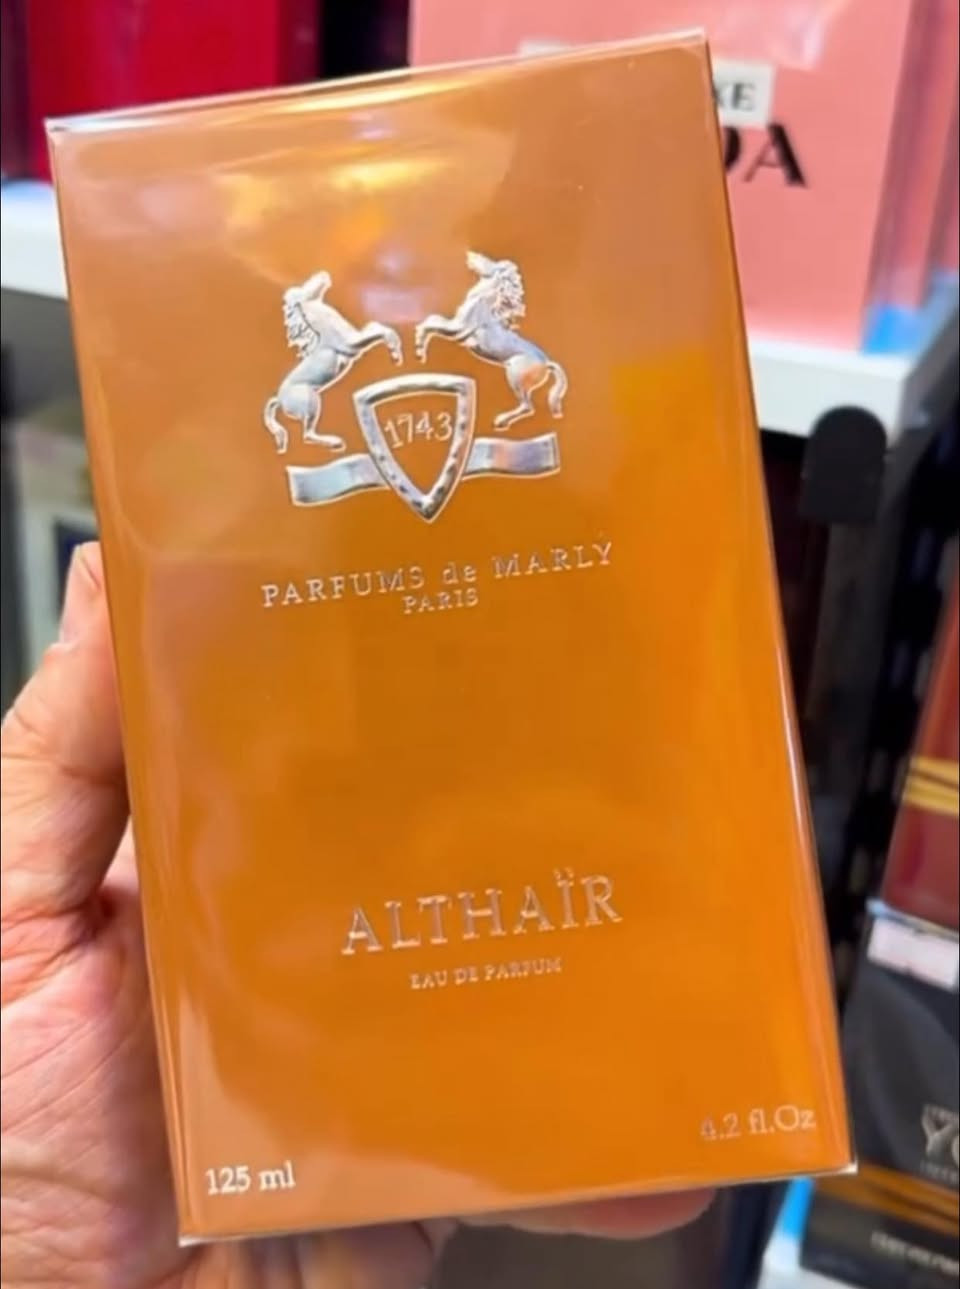 1743
PARFUMS de MARLY
PARIS
ALTHAÏR
EAU DE PARFUM
4.2 fl.Oz
125 ml